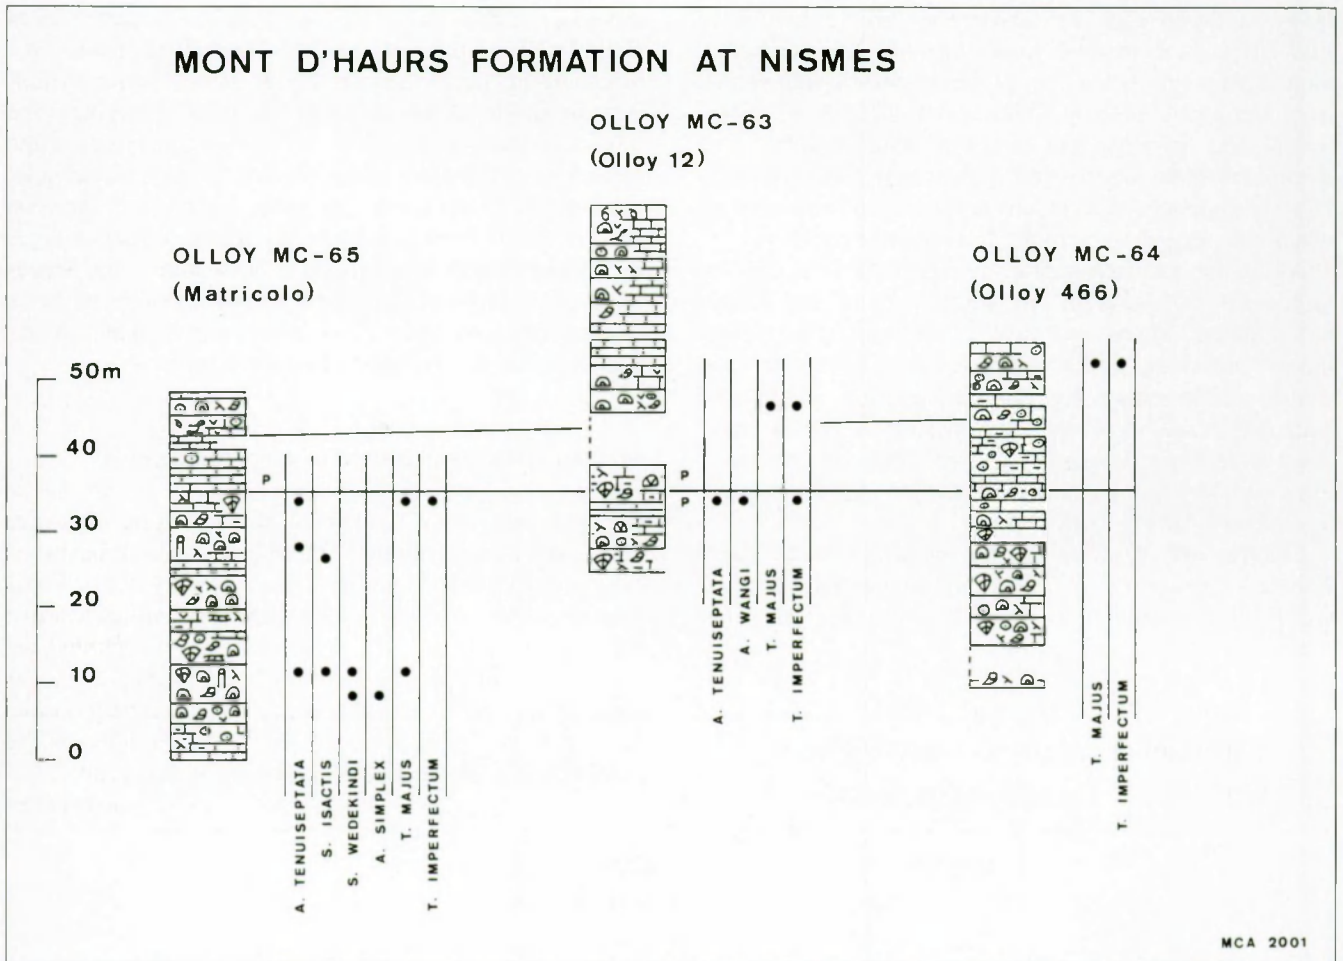 MONT D'HAURS FORMATION AT NISMES
OLLOY MC-63
(Olloy 12)
OLLOY MC-65
(Matricolo)
OLLOY MC-64
(Olloy 466)
50m
40
30
20
10
0
P
P
P
A. TENUISEPTATA
S. ISACTIS
S. WEDEKINDI
A. SIMPLEX
T. MAJUS
T. IMPERFECTUM
A. TENUISEPTATA
A. WANGI
T. MAJUS
T. IMPERFECTUM
T. MAJUS
T. IMPERFECTUM
MCA 2001